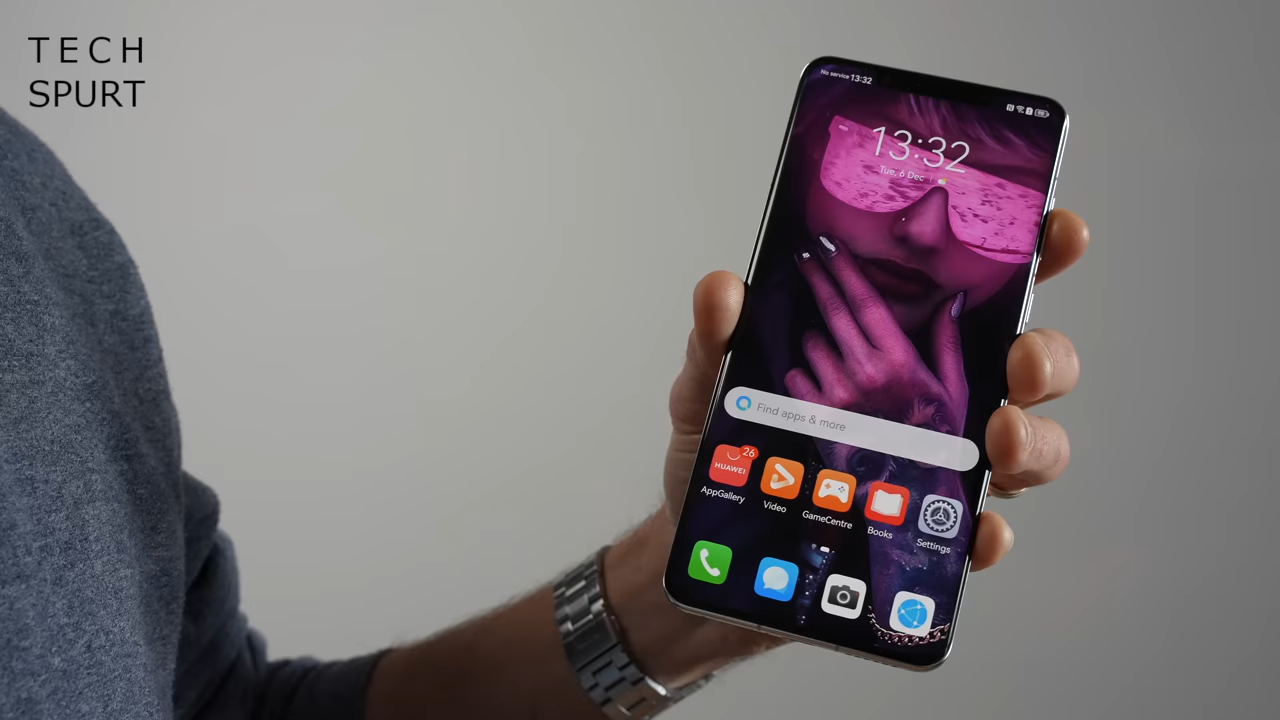 TECH
SPURT
No service 13:32
13:32
Tue, 6 Dec
Find apps & more
26
HUAWEI
AppGallery
Video
GameCentre
Books
Settings